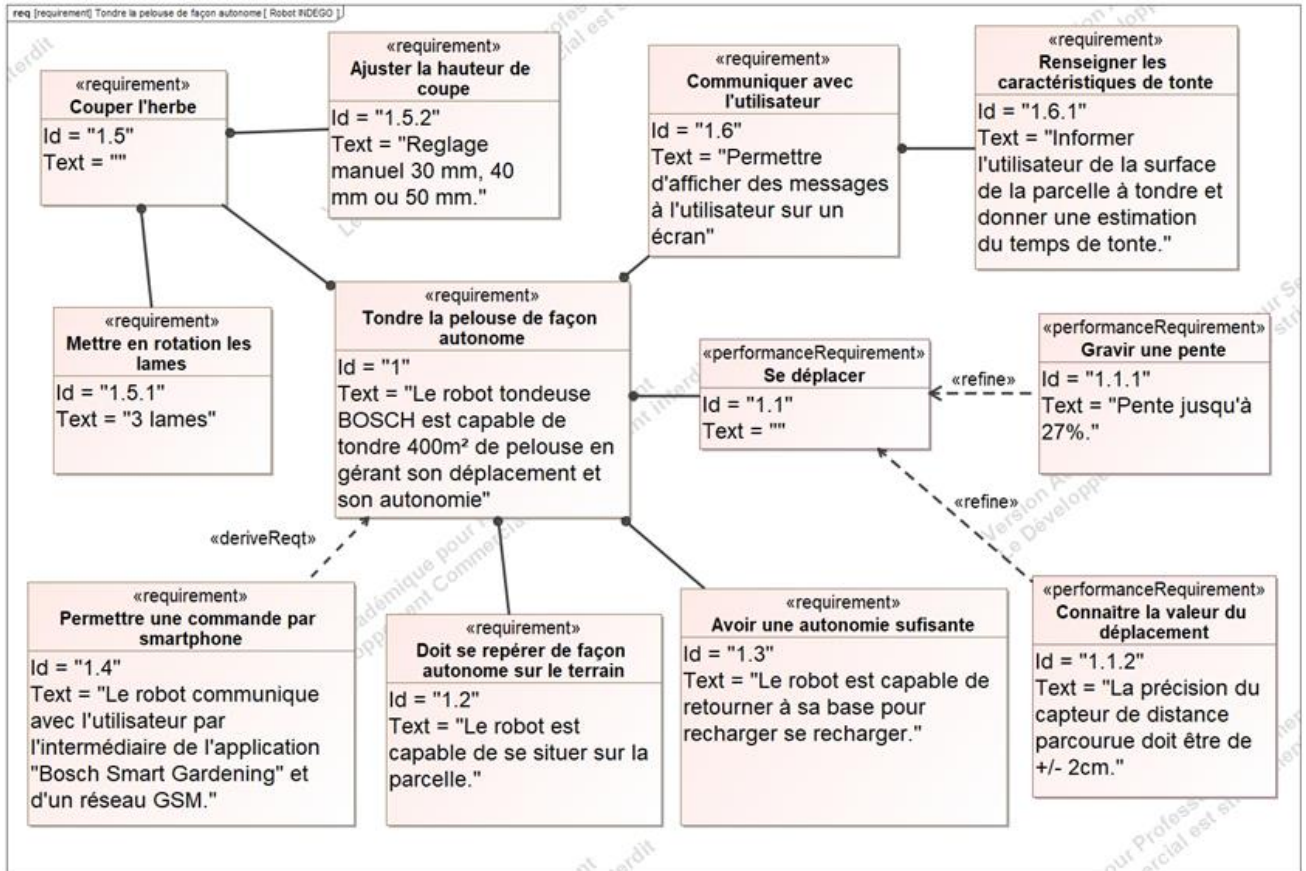 req [requirement] Tondre la pelouse de façon autonome [ Robot INDEGO ]
«requirement»
Couper l'herbe
Id = "1.5"
Text = ""
«requirement»
Ajuster la hauteur de
coupe
Id = "1.5.2"
Text = "Reglage
manuel 30 mm, 40
mm ou 50 mm."
«requirement»
Communiquer avec
l'utilisateur
Id = "1.6"
Text = "Permettre
d'afficher des messages
à l'utilisateur sur un
écran"
«requirement»
Renseigner les
caractéristiques de tonte
Id = "1.6.1"
Text = "Informer
l'utilisateur de la surface
de la parcelle à tondre et
donner une estimation
du temps de tonte."
«requirement»
Mettre en rotation les
lames
Id = "1.5.1"
Text = "3 lames"
«requirement»
Tondre la pelouse de façon
autonome
Id = "1"
Text = "Le robot tondeuse
BOSCH est capable de
tondre 400m² de pelouse en
gérant son déplacement et
son autonomie"
«performanceRequirement»
Se déplacer
Id = "1.1"
Text = ""
«refine»
«performanceRequirement»
Gravir une pente
Id = "1.1.1"
Text = "Pente jusqu'à
27%."
«refine»
«deriveReqt»
«requirement»
Permettre une commande par
smartphone
Id = "1.4"
Text = "Le robot communique
avec l'utilisateur par
l'intermédiaire de l'application
"Bosch Smart Gardening" et
d'un réseau GSM."
«requirement»
Doit se repérer de façon
autonome sur le terrain
Id = "1.2"
Text = "Le robot est
capable de se situer sur la
parcelle."
«requirement»
Avoir une autonomie sufisante
Id = "1.3"
Text = "Le robot est capable de
retourner à sa base pour
recharger se recharger."
«performanceRequirement»
Connaître la valeur du
déplacement
Id = "1.1.2"
Text = "La précision du
capteur de distance
parcourue doit être de
+/- 2cm."